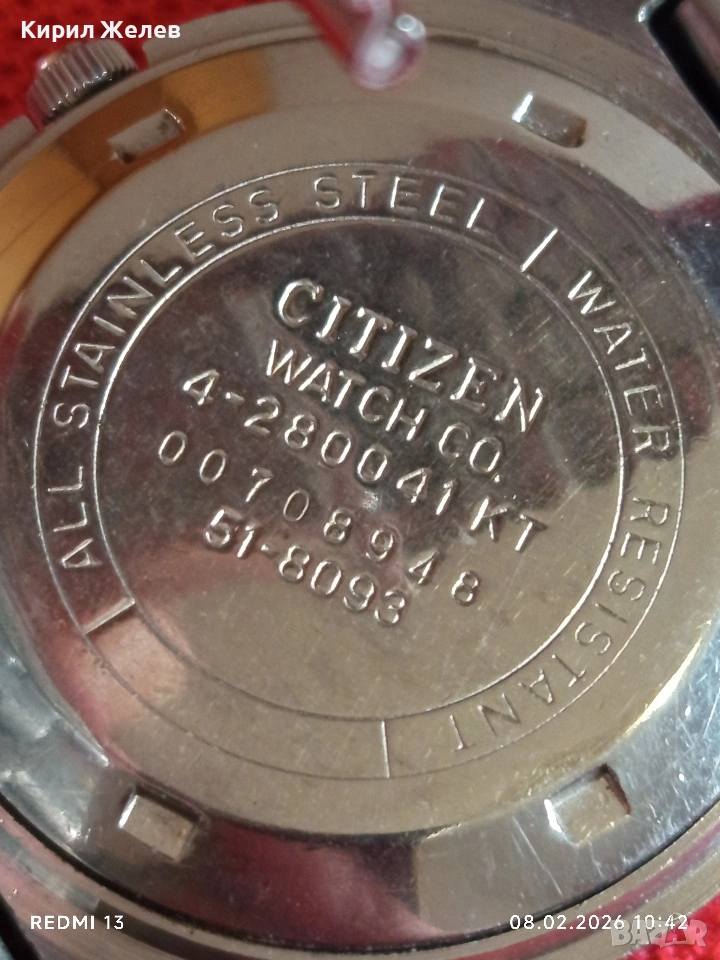 Кирил Желев
ALL STAINLESS STEEL
WATER RESISTANT
CITIZEN
WATCH CO.
4-280041 KT
00708948
51-8093
REDMI 13
08.02.2026 10:42
BAZAR